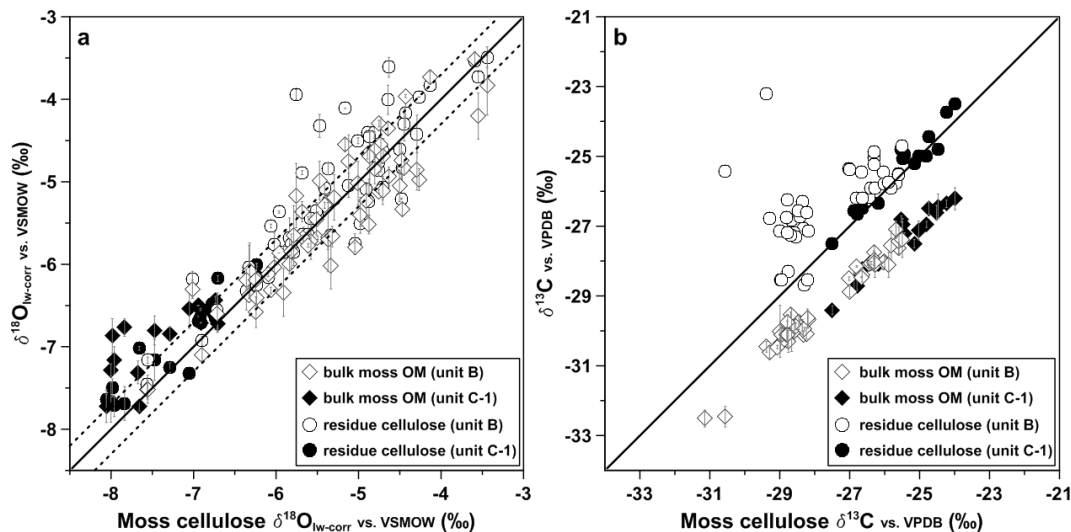 a
-3
-4
-5
-6
-7
-8
δ¹⁸O_lw-corr vs. VSMOW (‰)
-8 -7 -6 -5 -4 -3
Moss cellulose δ¹⁸O_lw-corr vs. VSMOW (‰)
bulk moss OM (unit B)
bulk moss OM (unit C-1)
residue cellulose (unit B)
residue cellulose (unit C-1)
b
-21
-23
-25
-27
-29
-31
-33
δ¹³C vs. VPDB (‰)
-33 -31 -29 -27 -25 -23 -21
Moss cellulose δ¹³C vs. VPDB (‰)
bulk moss OM (unit B)
bulk moss OM (unit C-1)
residue cellulose (unit B)
residue cellulose (unit C-1)